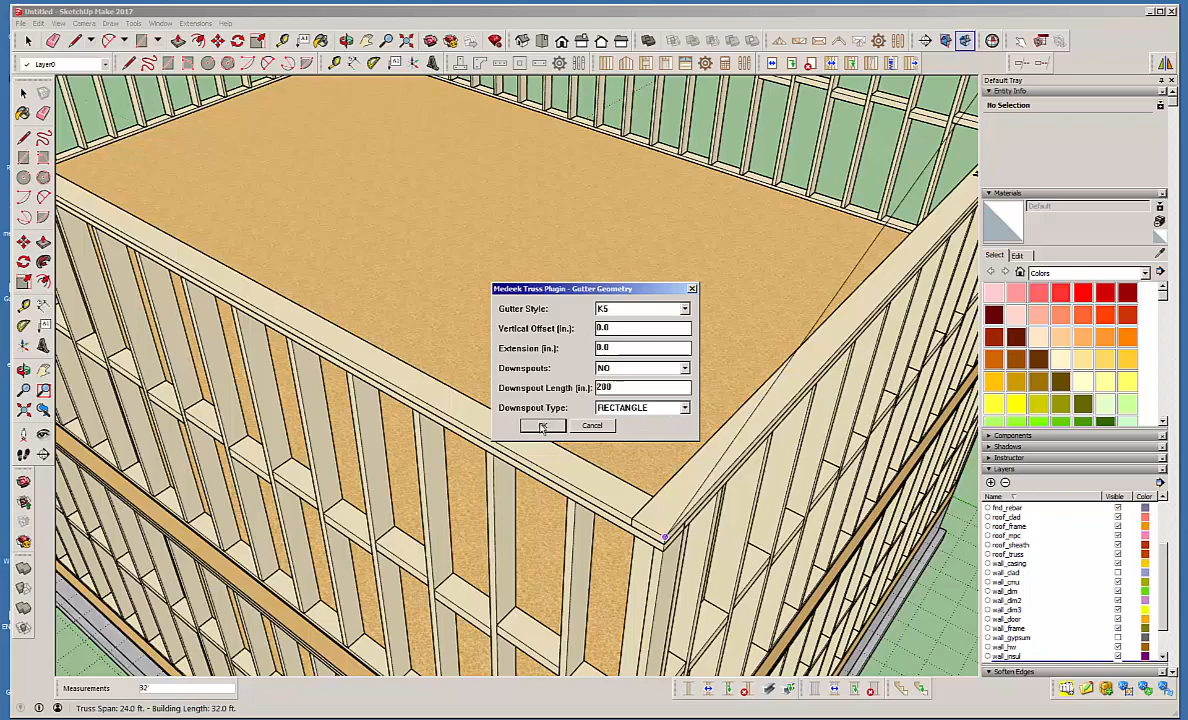 Untitled - SketchUp Make 2017
File Edit View Camera Draw Tools Window Extensions Help
Layer0
Default Tray
Entity Info
No Selection
Materials
Default
Select Edit
Colors
Medeek Truss Plugin - Gutter Geometry
Gutter Style: K5
Vertical Offset (in.): 0.0
Extension (in.): 0.0
Downspouts: NO
Downspout Length (in.): 200
Downspout Type: RECTANGLE
OK Cancel
Components
Shadows
Instructor
Layers
Name Visible Color
fnd_rebar
roof_clad
roof_frame
roof_mpc
roof_sheath
roof_truss
wall_casing
wall_clad
wall_cmu
wall_dim
wall_dim2
wall_dim3
wall_door
wall_frame
wall_gypsum
wall_hw
wall_insul
Soften Edges
Measurements 32'
Truss Span: 24.0 ft. - Building Length: 32.0 ft.